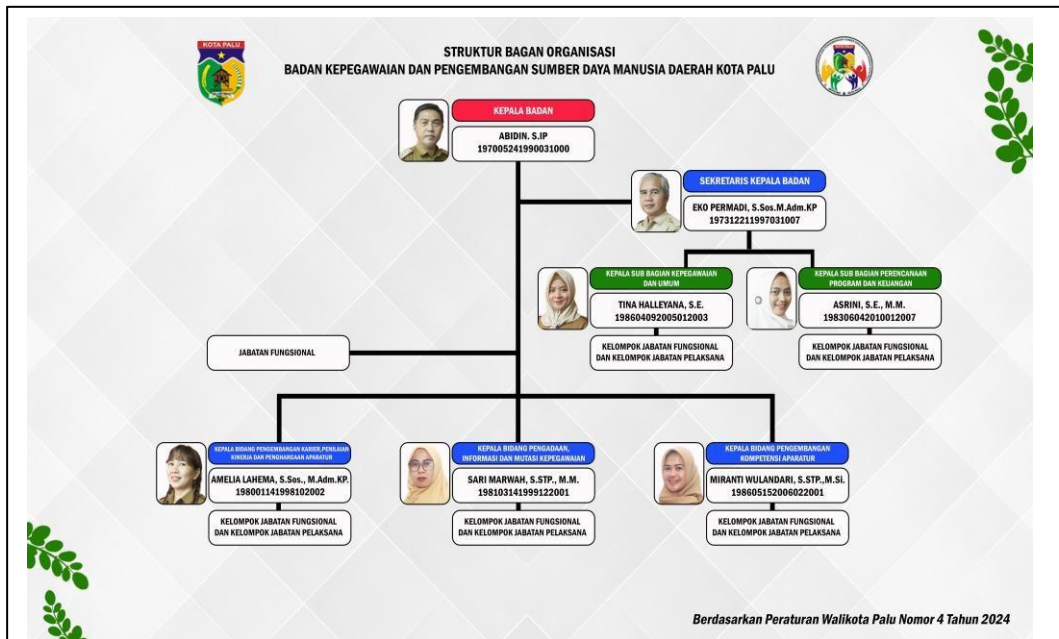 KOTA PALU
STRUKTUR BAGAN ORGANISASI
BADAN KEPEGAWAIAN DAN PENGEMBANGAN SUMBER DAYA MANUSIA DAERAH KOTA PALU
KEPALA BADAN
ABIDIN. S.IP
197005241990031000
SEKRETARIS KEPALA BADAN
EKO PERMADI, S.Sos.M.Adm.KP
197312211997031007
KEPALA SUB BAGIAN KEPEGAWAIAN
DAN UMUM
TINA HALLEYANA, S.E.
198604092005012003
KELOMPOK JABATAN FUNGSIONAL
DAN KELOMPOK JABATAN PELAKSANA
KEPALA SUB BAGIAN PERENCANAAN
PROGRAM DAN KEUANGAN
ASRINI, S.E., M.M.
198306042010012007
KELOMPOK JABATAN FUNGSIONAL
DAN KELOMPOK JABATAN PELAKSANA
JABATAN FUNGSIONAL
KEPALA BIDANG PENGEMBANGAN KARIER,PENILAIAN
KINERJA DAN PENGHARGAAN APARATUR
AMELIA LAHEMA, S.Sos., M.Adm.KP.
198001141998102002
KELOMPOK JABATAN FUNGSIONAL
DAN KELOMPOK JABATAN PELAKSANA
KEPALA BIDANG PENGADAAN,
INFORMASI DAN MUTASI KEPEGAWAIAN
SARI MARWAH, S.STP., M.M.
198103141999122001
KELOMPOK JABATAN FUNGSIONAL
DAN KELOMPOK JABATAN PELAKSANA
KEPALA BIDANG PENGEMBANGAN
KOMPETENSI APARATUR
MIRANTI WULANDARI, S.STP.,M.Si.
198605152006022001
KELOMPOK JABATAN FUNGSIONAL
DAN KELOMPOK JABATAN PELAKSANA
Berdasarkan Peraturan Walikota Palu Nomor 4 Tahun 2024